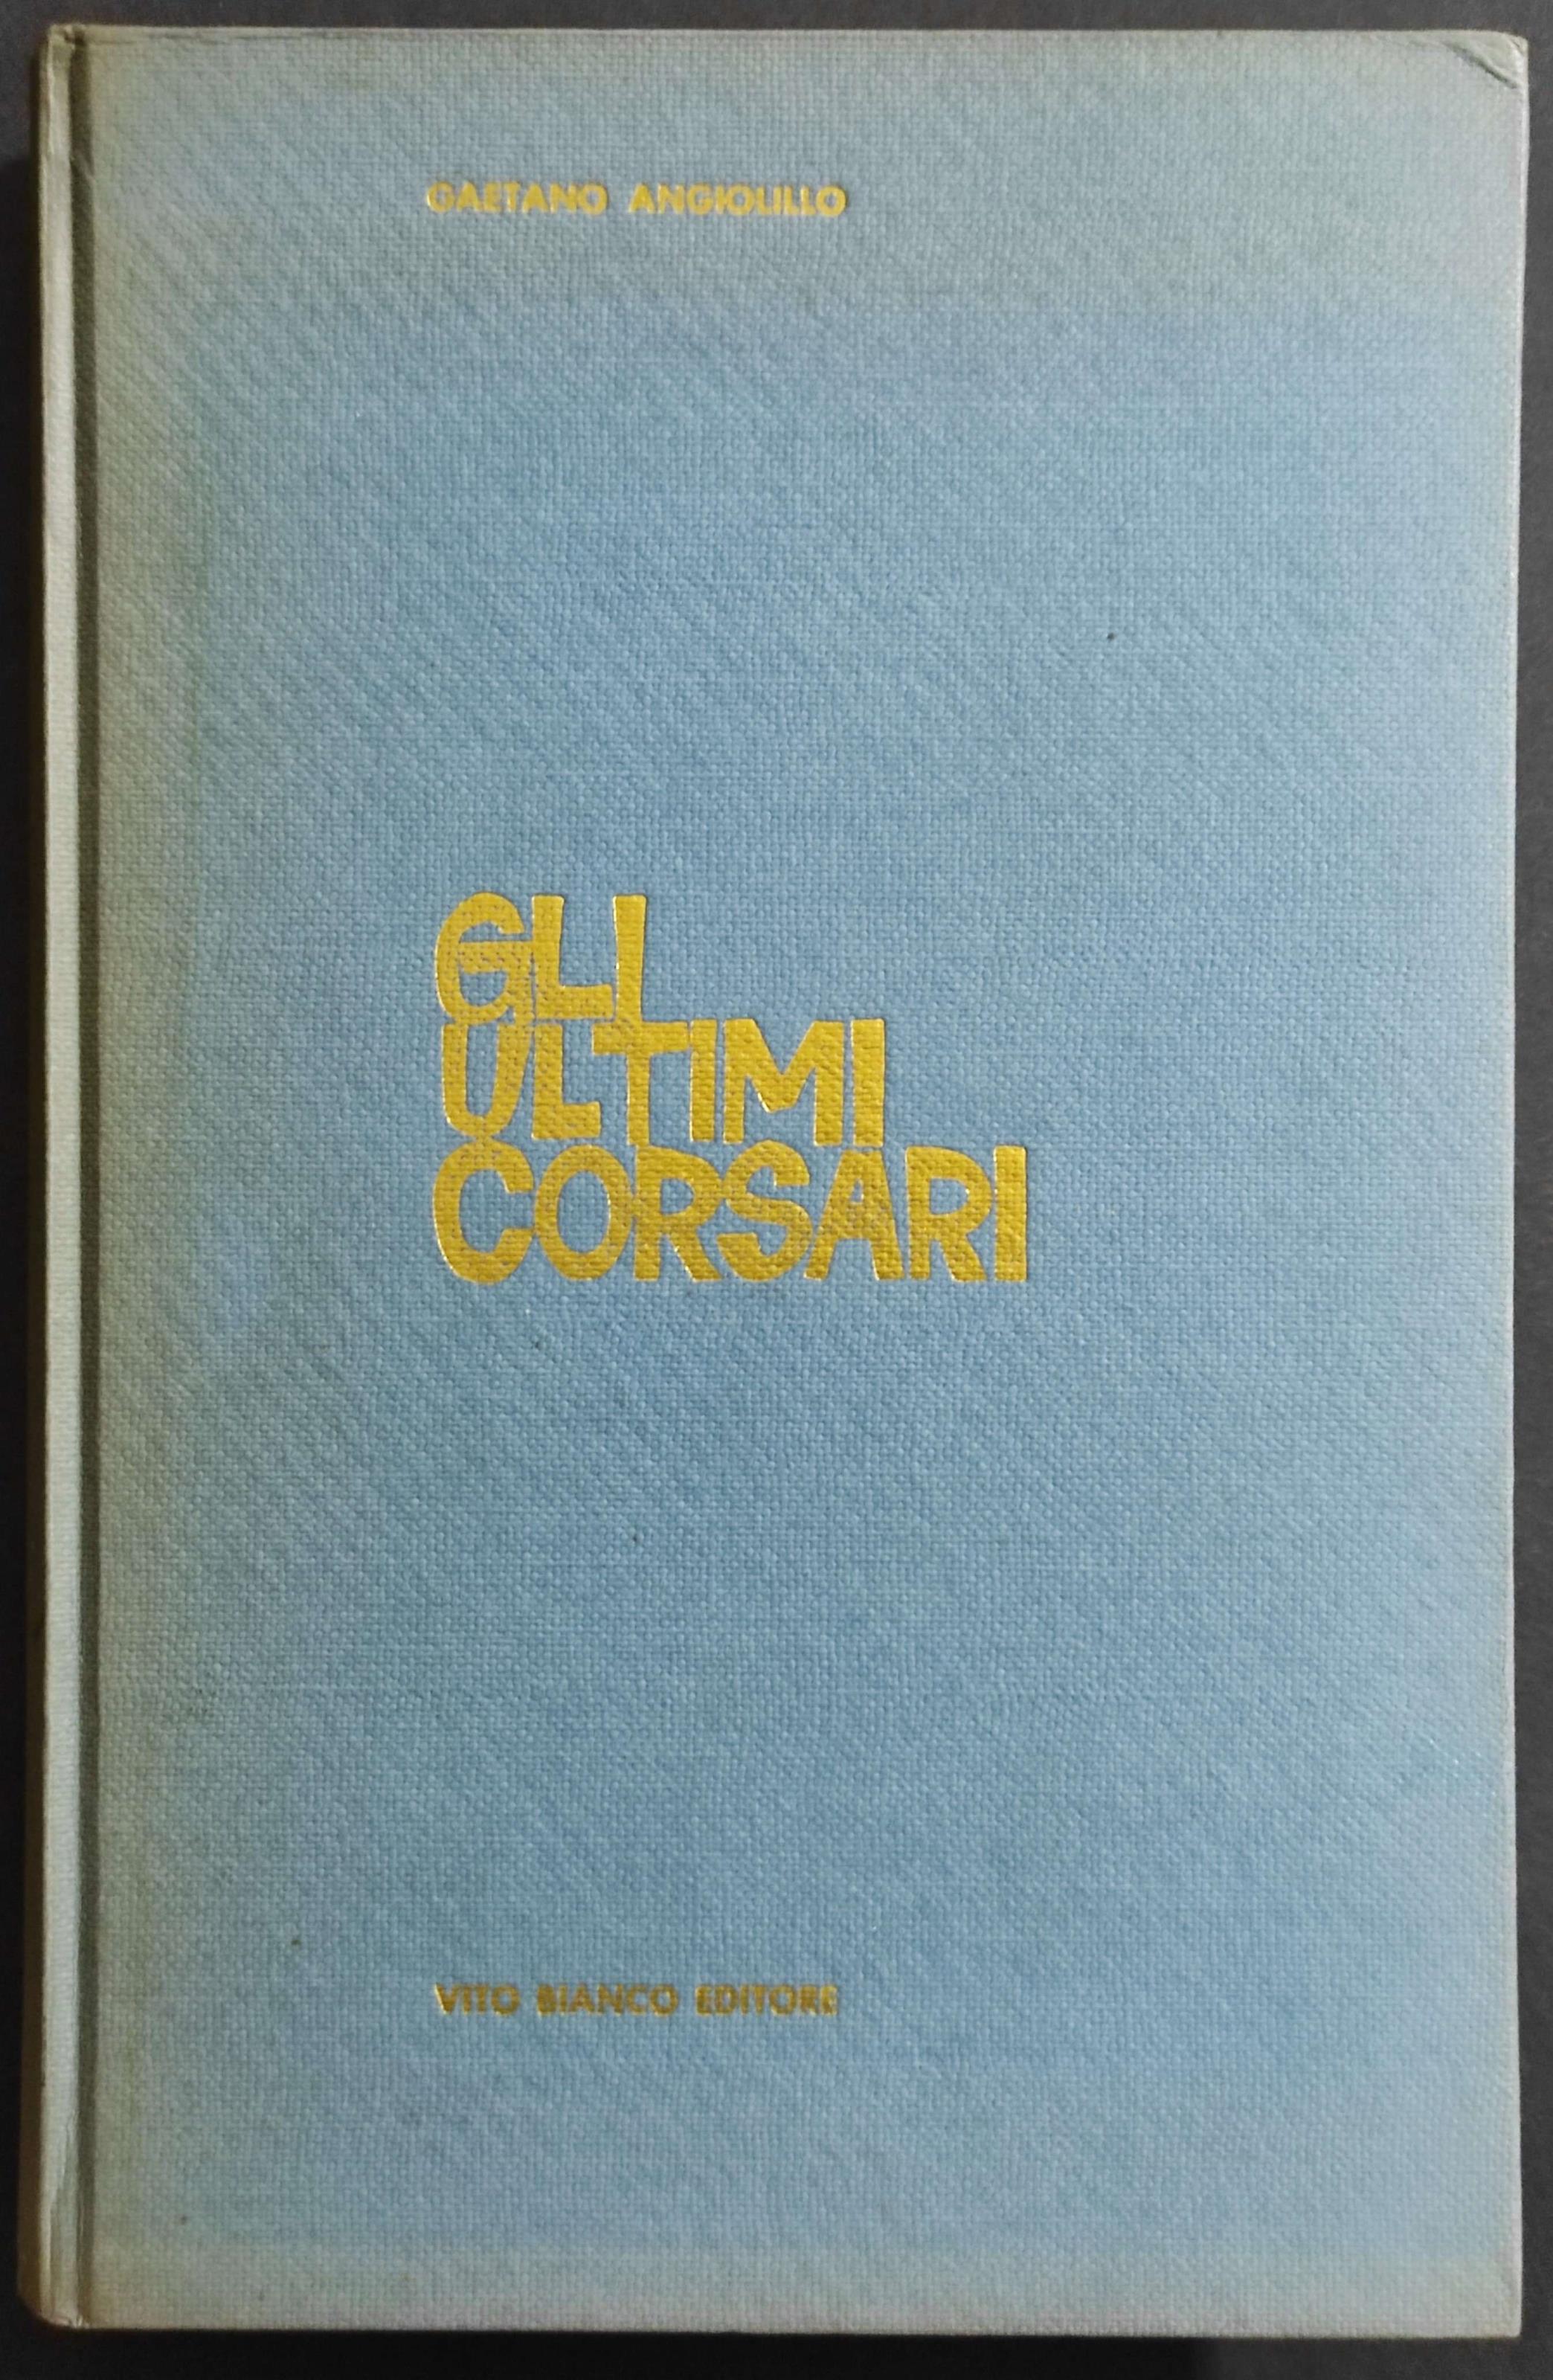 GAETANO ANGIOLILLO
GLI
ULTIMI
CORSARI
VITO BIANCO EDITORE